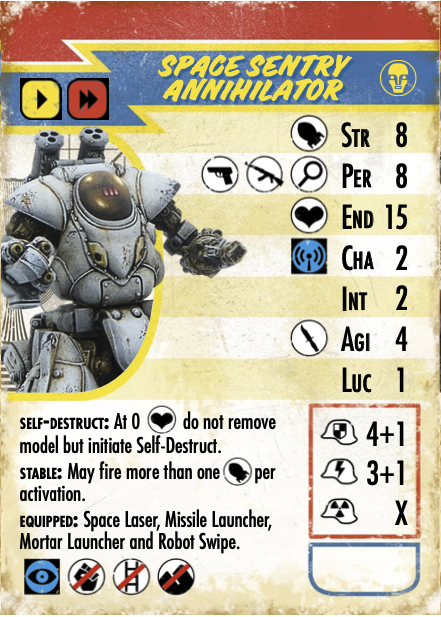 SPACE SENTRY
ANNIHILATOR
STR 8
PER 8
END 15
CHA 2
INT 2
AGI 4
LUC 1
SELF-DESTRUCT: At 0 do not remove
model but initiate Self-Destruct.
STABLE: May fire more than one per
activation.
EQUIPPED: Space Laser, Missile Launcher,
Mortar Launcher and Robot Swipe.
4+1
3+1
X